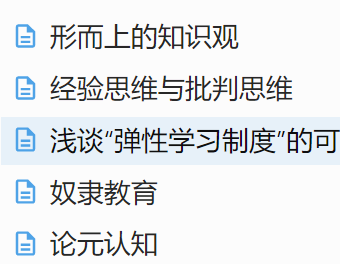 形而上的知识观
经验思维与批判思维
浅谈“弹性学习制度”的可
奴隶教育
论元认知